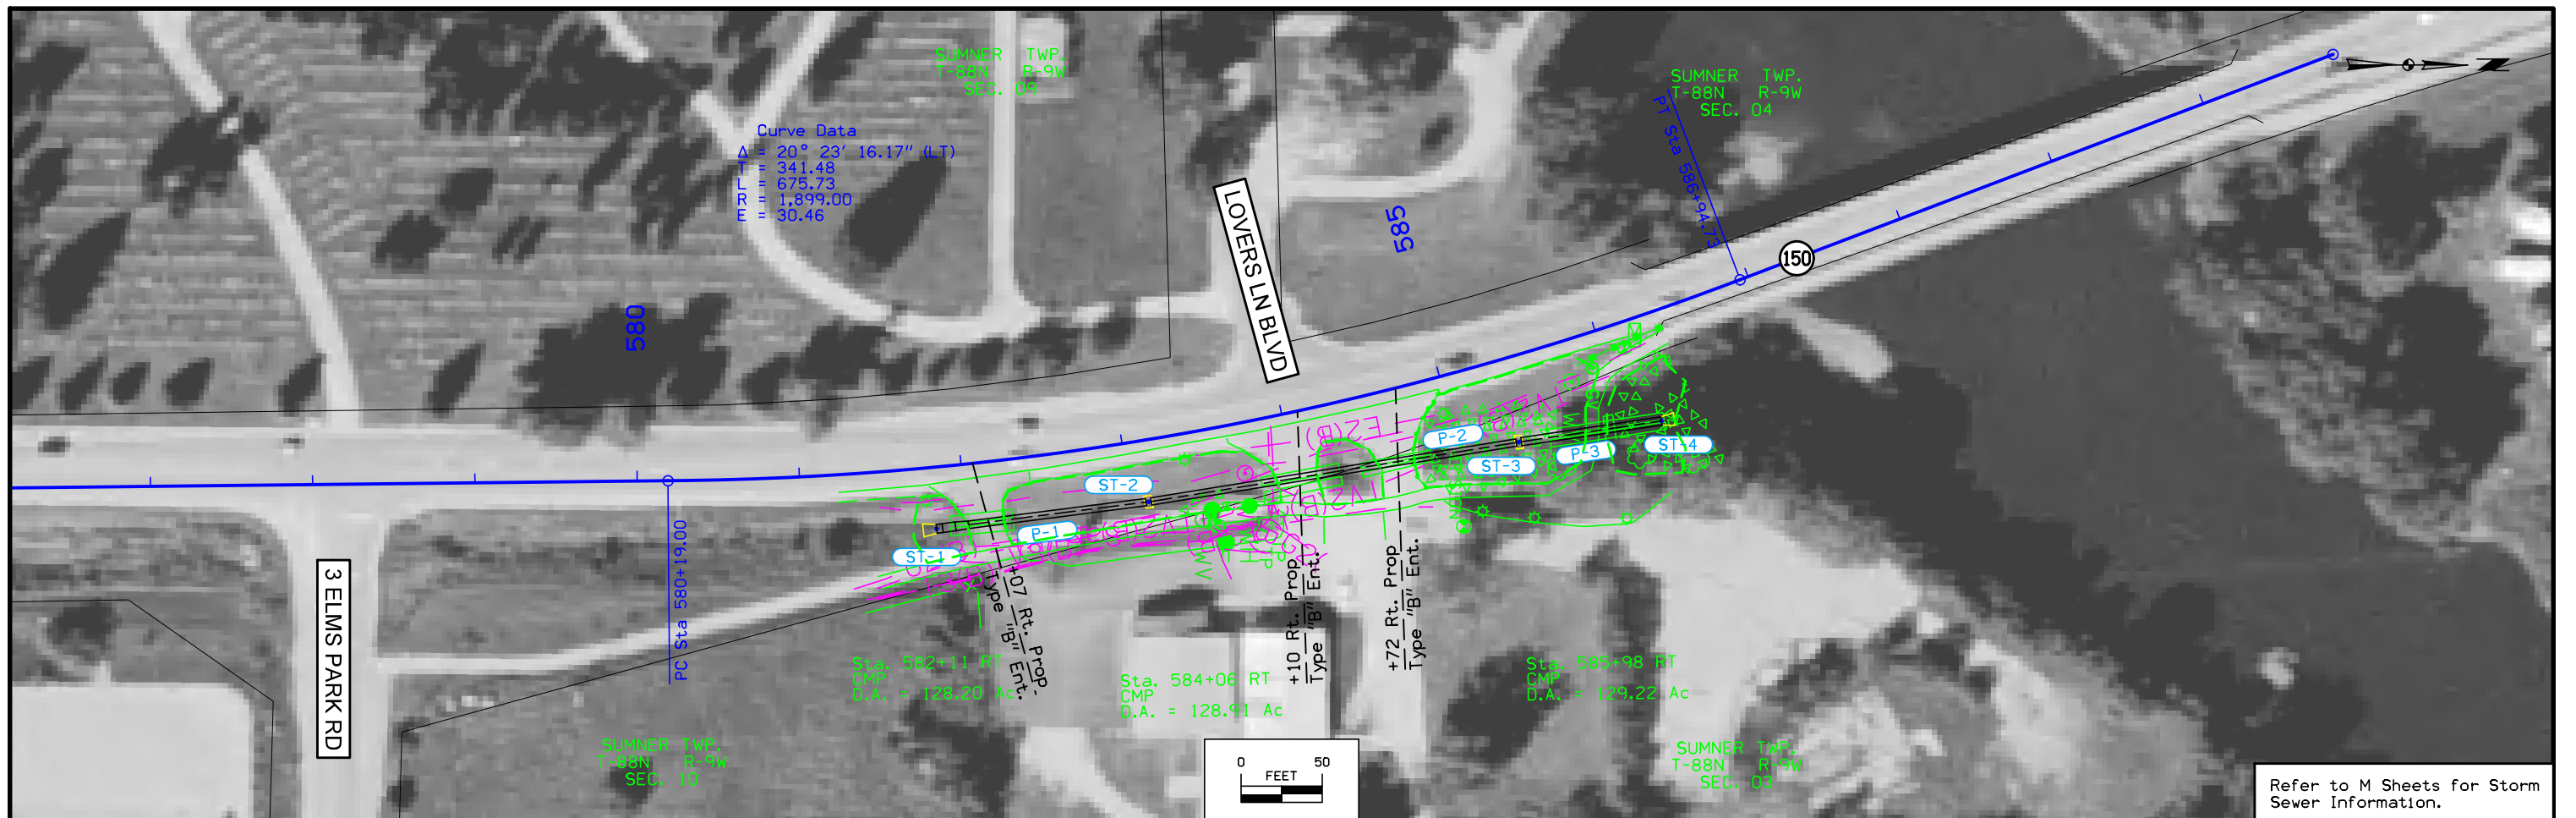 SUMNER TWP.
T-88N R-9W
SEC. 09
SUMNER TWP.
T-88N R-9W
SEC. 04
Curve Data
Δ = 20° 23' 16.17" (LT)
T = 341.48
L = 675.73
R = 1,899.00
E = 30.46
PT Sta 586+94.73
LOVERS LN BLVD
585
580
150
3 ELMS PARK RD
PC Sta 580+19.00
ST-1
P-1
ST-2
P-2
ST-3
P-3
ST-4
E2(B)
+07 Rt. Prop.
Type "B" Ent.
+10 Rt. Prop
Type "B" Ent.
+72 Rt. Prop
Type "B" Ent.
Sta. 582+11 RT
CMP
D.A. = 128.20 Ac
Sta. 584+06 RT
CMP
D.A. = 128.91 Ac
Sta. 585+98 RT
CMP
D.A. = 129.22 Ac
SUMNER TWP.
T-88N R-9W
SEC. 10
SUMNER TWP.
T-88N R-9W
SEC. 03
0 50
FEET
Refer to M Sheets for Storm
Sewer Information.